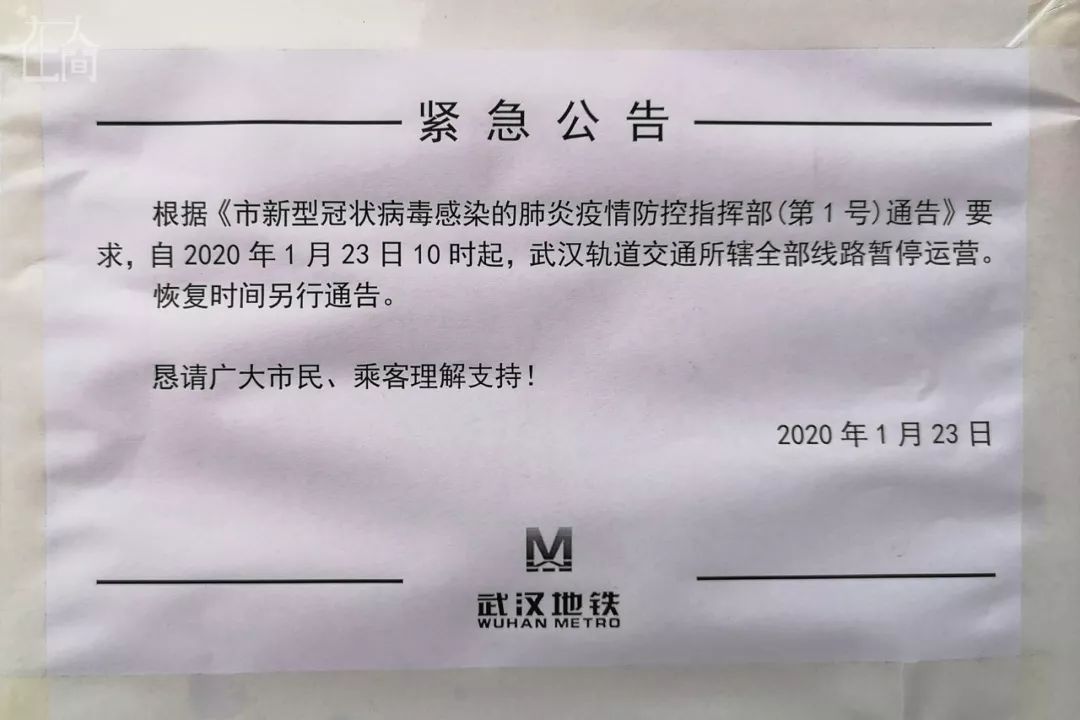 在人间
紧急公告
根据《市新型冠状病毒感染的肺炎疫情防控指挥部(第1号)通告》要
求，自2020年1月23日10时起，武汉轨道交通所辖全部线路暂停运营。
恢复时间另行通告。
恳请广大市民、乘客理解支持！
2020年1月23日
武汉地铁
WUHAN METRO